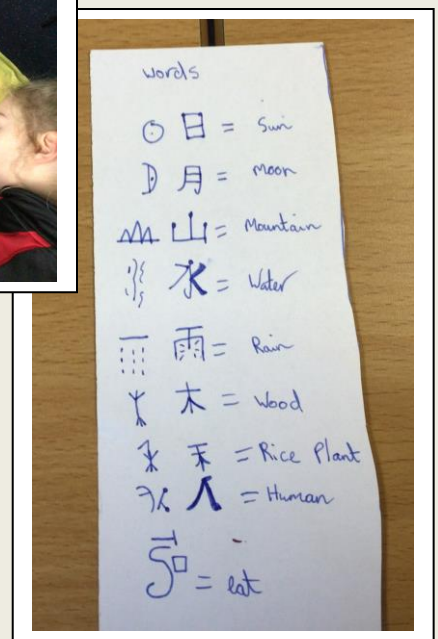 words
日 = Sun
月 = Moon
山 = Mountain
水 = Water
雨 = Rain
木 = Wood
禾 = Rice Plant
人 = Human
= eat